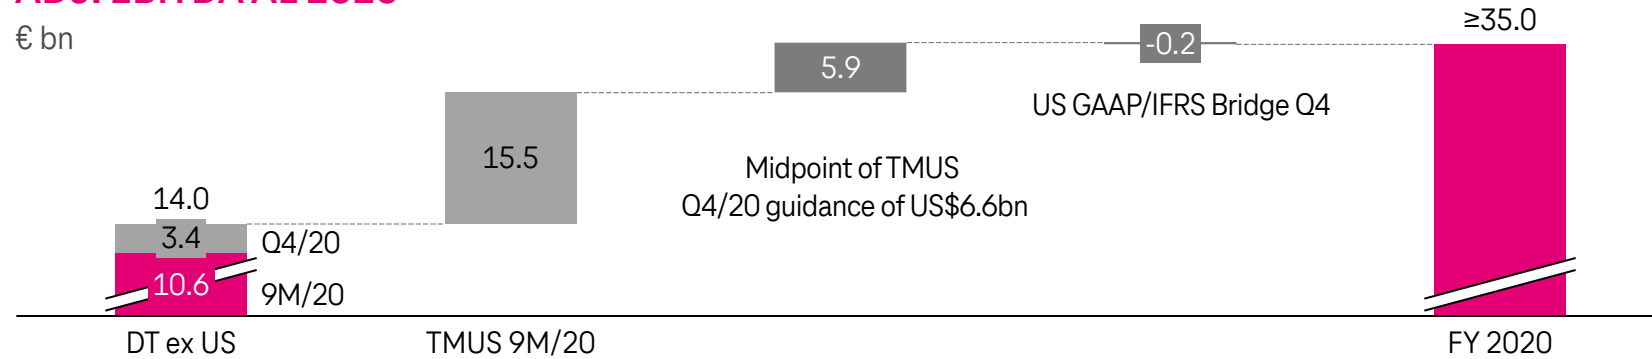 € bn
≥35.0
-0.2
5.9
US GAAP/IFRS Bridge Q4
15.5
Midpoint of TMUS
Q4/20 guidance of US$6.6bn
14.0
3.4
Q4/20
10.6
9M/20
DT ex US
TMUS 9M/20
FY 2020